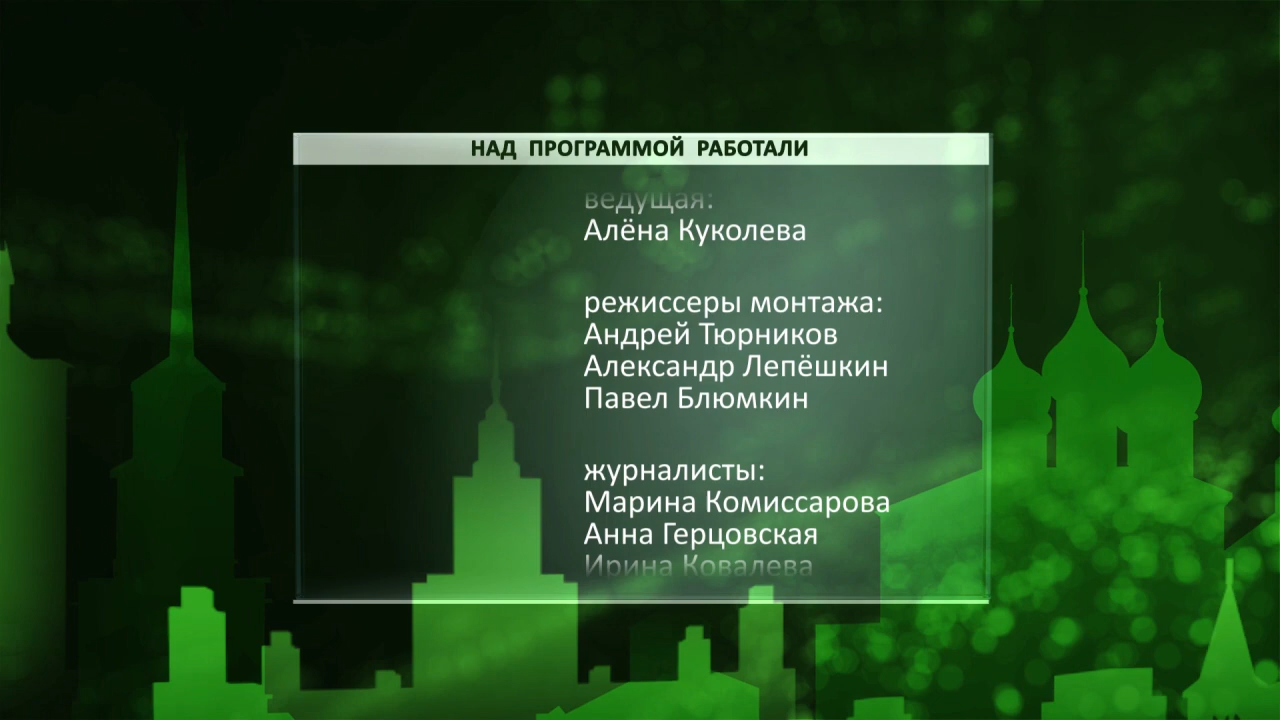 НАД ПРОГРАММОЙ РАБОТАЛИ
ведущая:
Алёна Куколева
режиссеры монтажа:
Андрей Тюрников
Александр Лепёшкин
Павел Блюмкин
журналисты:
Марина Комиссарова
Анна Герцовская
Ирина Ковалева